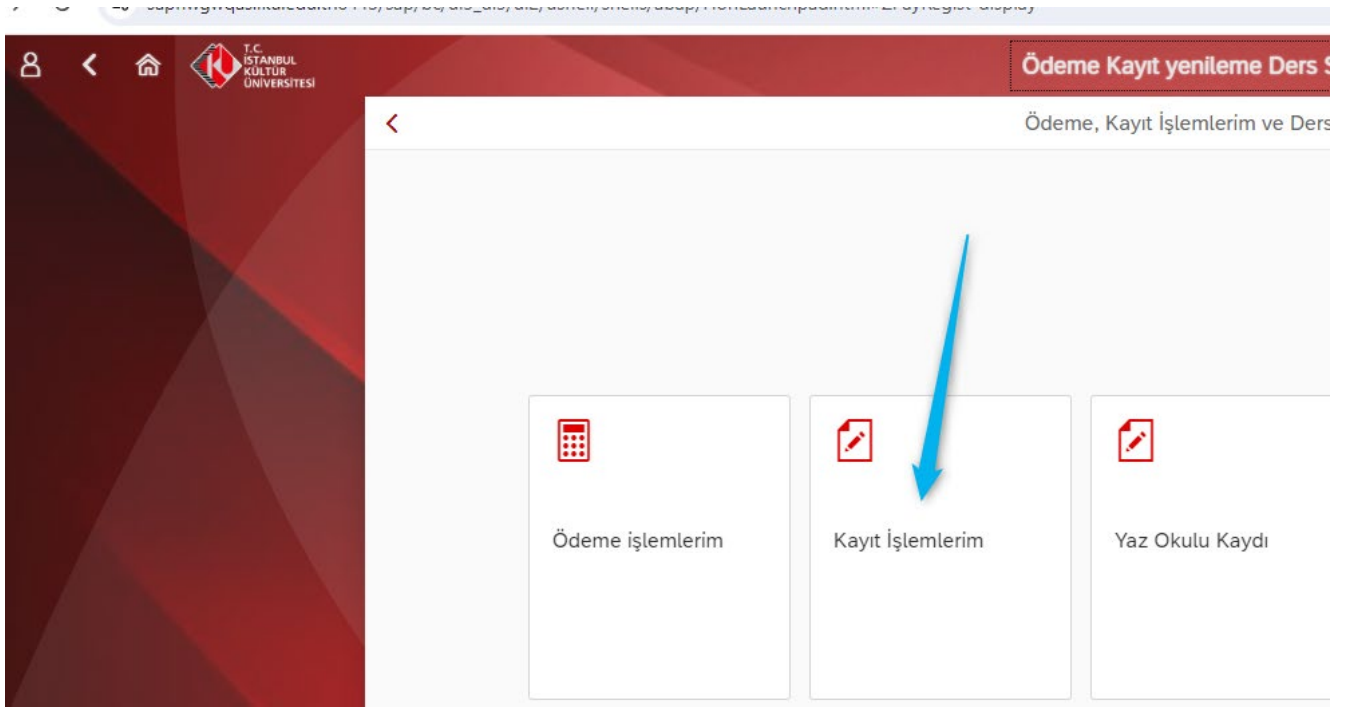 T.C.
İSTANBUL
KÜLTÜR
ÜNİVERSİTESİ
Ödeme Kayıt yenileme Ders
Ödeme, Kayıt İşlemlerim ve Ders
Ödeme işlemlerim
Kayıt İşlemlerim
Yaz Okulu Kaydı